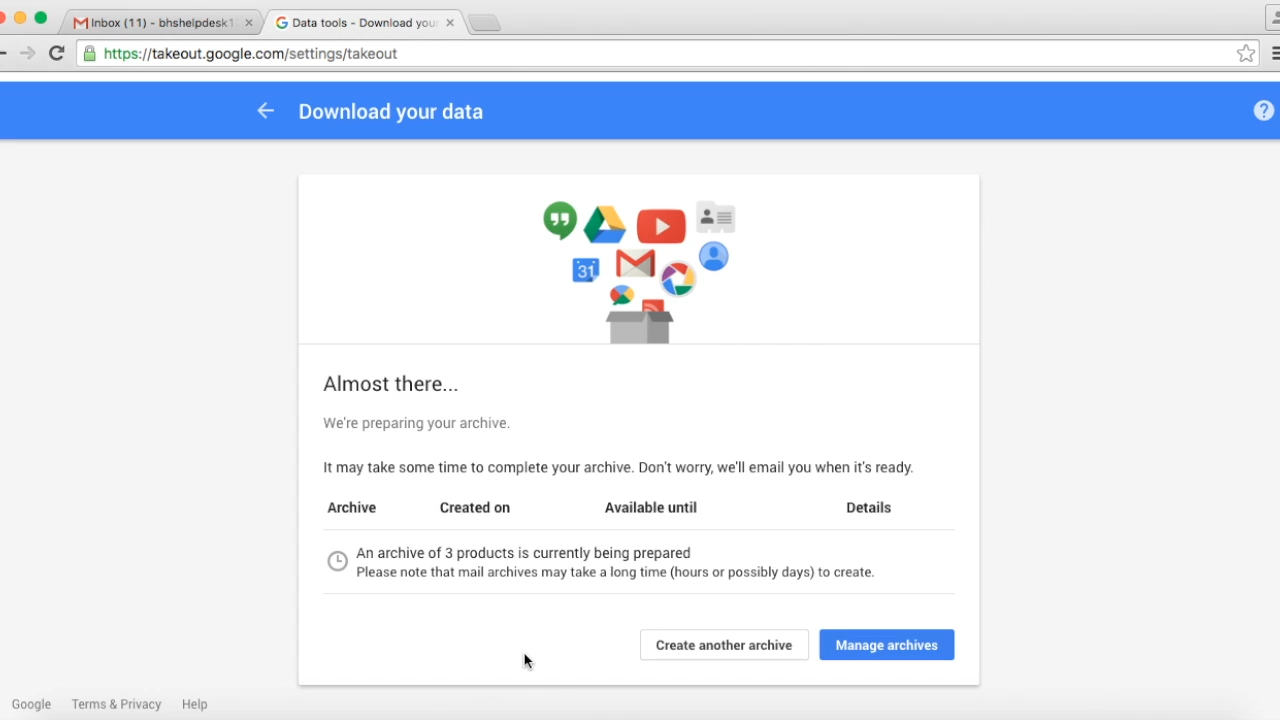 Inbox (11) - bhshelpdesk1
Data tools - Download your
https://takeout.google.com/settings/takeout
Download your data
?
31
Almost there...
We're preparing your archive.
It may take some time to complete your archive. Don't worry, we'll email you when it's ready.
Archive Created on Available until Details
An archive of 3 products is currently being prepared
Please note that mail archives may take a long time (hours or possibly days) to create.
Create another archive Manage archives
Google Terms & Privacy Help